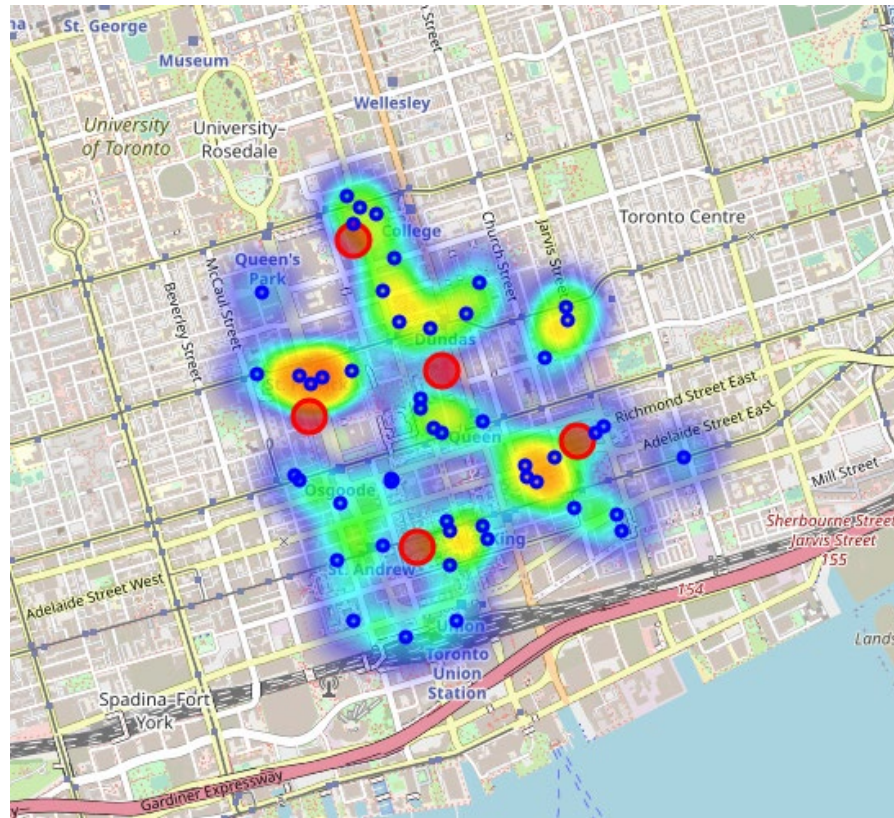 St. George
Museum
Wellesley
University
of Toronto
University–
Rosedale
Toronto Centre
College
Church Street
Jarvis Street
Queen's
Park
McCaul Street
Beverley Street
Dundas
Richmond Street East
Adelaide Street East
Queen
Mill Street
Osgoode
King
Sherbourne Street
Jarvis Street
155
154
St. Andrew
Adelaide Street West
Union
Toronto
Union
Station
Spadina–Fort
York
Gardiner Expressway